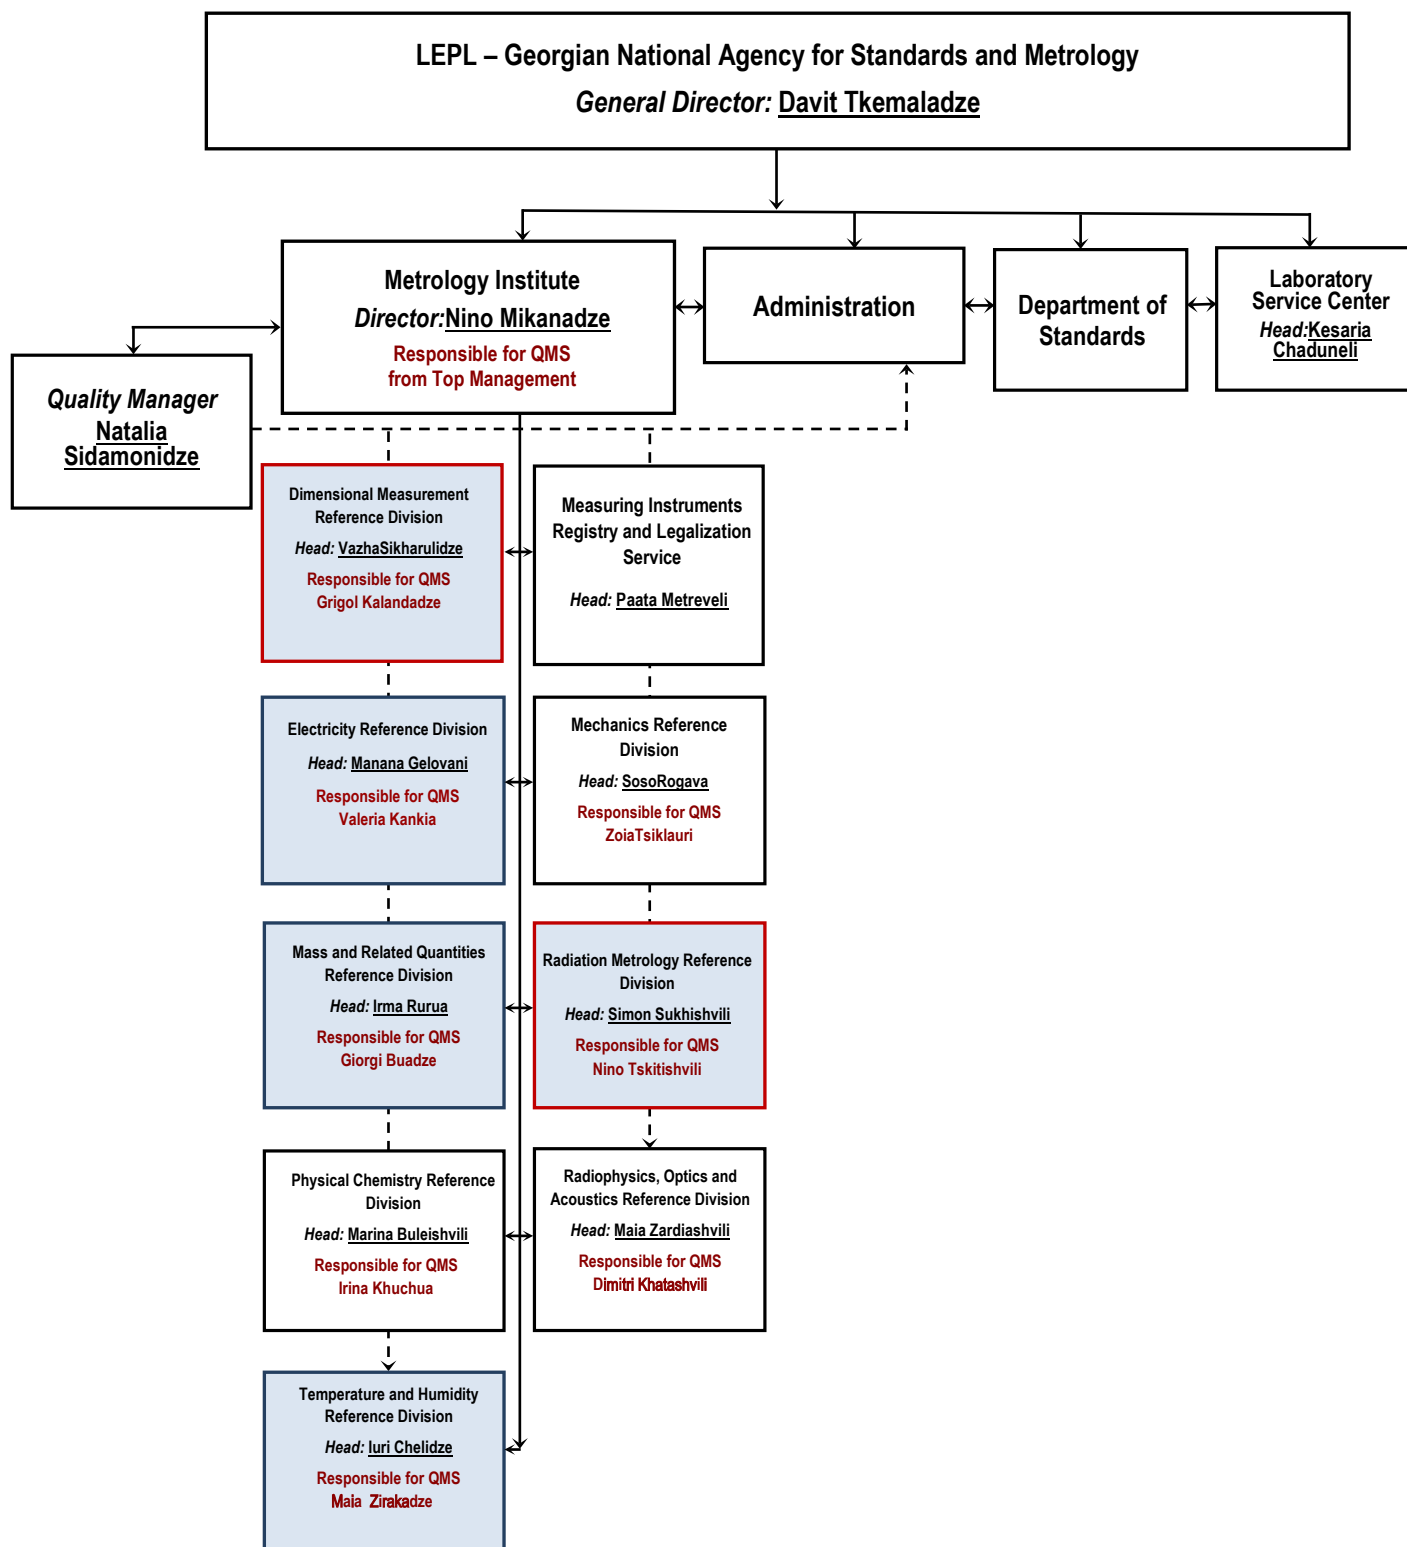 LEPL – Georgian National Agency for Standards and Metrology
General Director: Davit Tkemaladze
Metrology Institute
Director:Nino Mikanadze
Responsible for QMS
from Top Management
Administration
Department of
Standards
Laboratory
Service Center
Head:Kesaria
Chaduneli
Quality Manager
Natalia
Sidamonidze
Dimensional Measurement
Reference Division
Head: VazhaSikharulidze
Responsible for QMS
Grigol Kalandadze
Measuring Instruments
Registry and Legalization
Service
Head: Paata Metreveli
Electricity Reference Division
Head: Manana Gelovani
Responsible for QMS
Valeria Kankia
Mechanics Reference
Division
Head: SosoRogava
Responsible for QMS
ZoiaTsiklauri
Mass and Related Quantities
Reference Division
Head: Irma Rurua
Responsible for QMS
Giorgi Buadze
Radiation Metrology Reference
Division
Head: Simon Sukhishvili
Responsible for QMS
Nino Tskitishvili
Physical Chemistry Reference
Division
Head: Marina Buleishvili
Responsible for QMS
Irina Khuchua
Radiophysics, Optics and
Acoustics Reference Division
Head: Maia Zardiashvili
Responsible for QMS
Dimitri Khatashvili
Temperature and Humidity
Reference Division
Head: Iuri Chelidze
Responsible for QMS
Maia Zirakadze